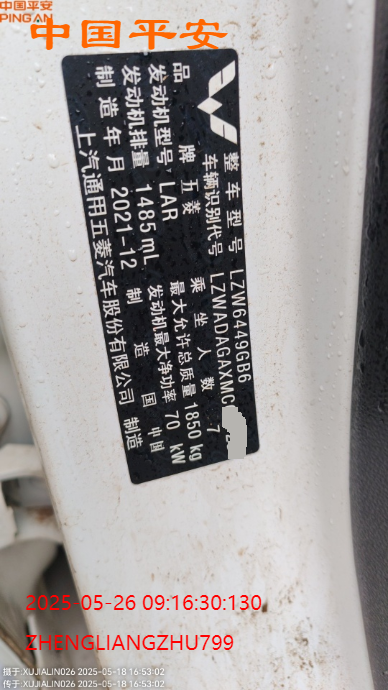 中国平安
PING AN
中国平安
整车型号 LZW6449GB6
车辆识别代号 LZWADAGAXMC
品牌 五菱 乘坐人数 7
发动机型号 LAR 最大允许总质量 1850 kg
发动机排量 1485 mL 发动机最大净功率 70 kW
制造年月 2021-12 制造国 中国
上汽通用五菱汽车股份有限公司 制造
2025-05-26 09:16:30:130
ZHENGLIANGZHU799
摄于:XUJIALIN026 2025-05-18 16:53:02
传于:XUJIALIN026 2025-05-18 16:53:02